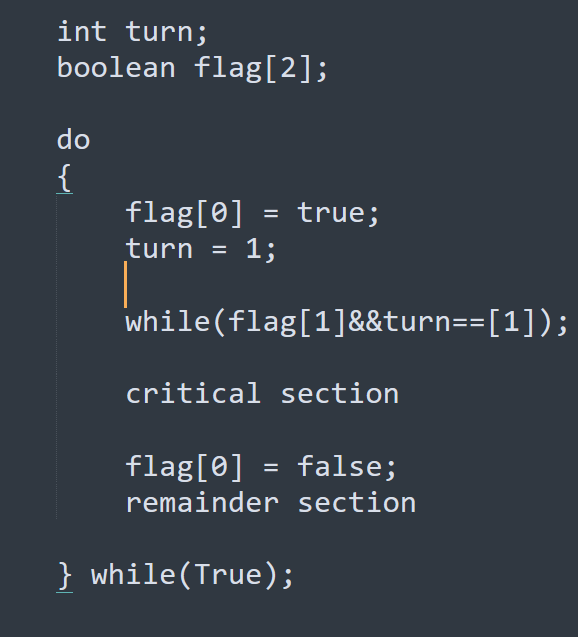 int turn;
boolean flag[2];
do
{
flag[0] = true;
turn = 1;
while(flag[1]&&turn==[1]);
critical section
flag[0] = false;
remainder section
} while(True);